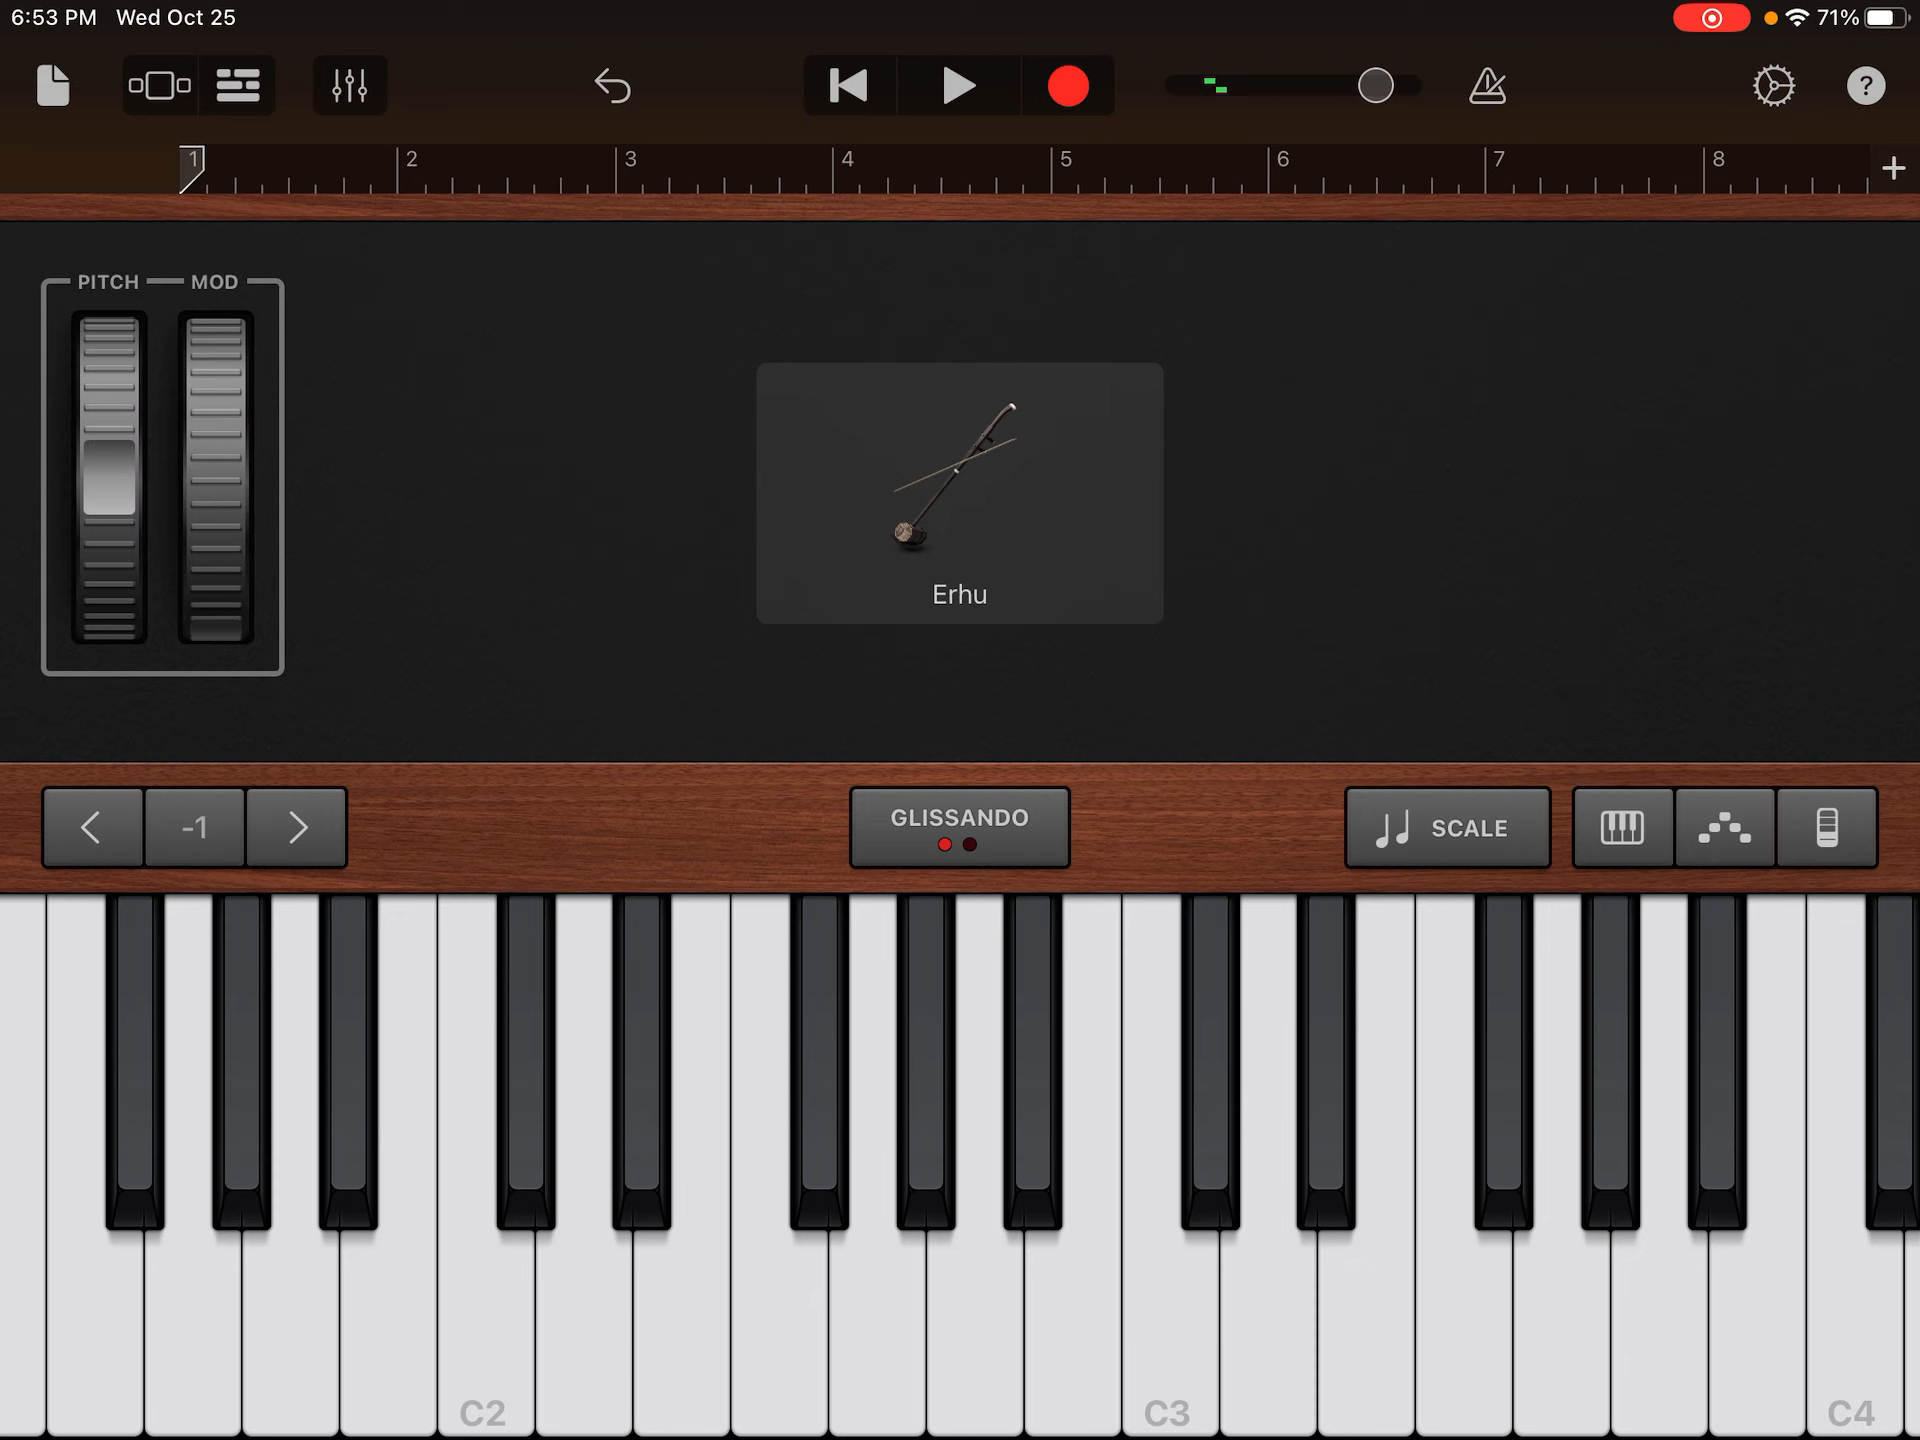 6:53 PM Wed Oct 25
71%
?
1 2 3 4 5 6 7 8
PITCH MOD
Erhu
-1
GLISSANDO
SCALE
C2 C3 C4